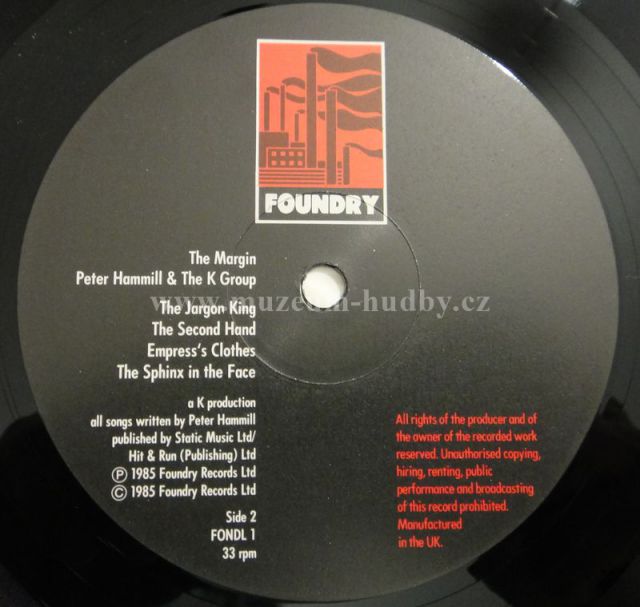 FOUNDRY
The Margin
Peter Hammill & The K Group
www.muzeum-hudby.cz
The Jargon King
The Second Hand
Empress's Clothes
The Sphinx in the Face
a K production
all songs written by Peter Hammill
published by Static Music Ltd/
Hit & Run (Publishing) Ltd
Ⓟ 1985 Foundry Records Ltd
© 1985 Foundry Records Ltd
Side 2
FONDL 1
33 rpm
All rights of the producer and of
the owner of the recorded work
reserved. Unauthorised copying,
hiring, renting, public
performance and broadcasting
of this record prohibited.
Manufactured
in the UK.